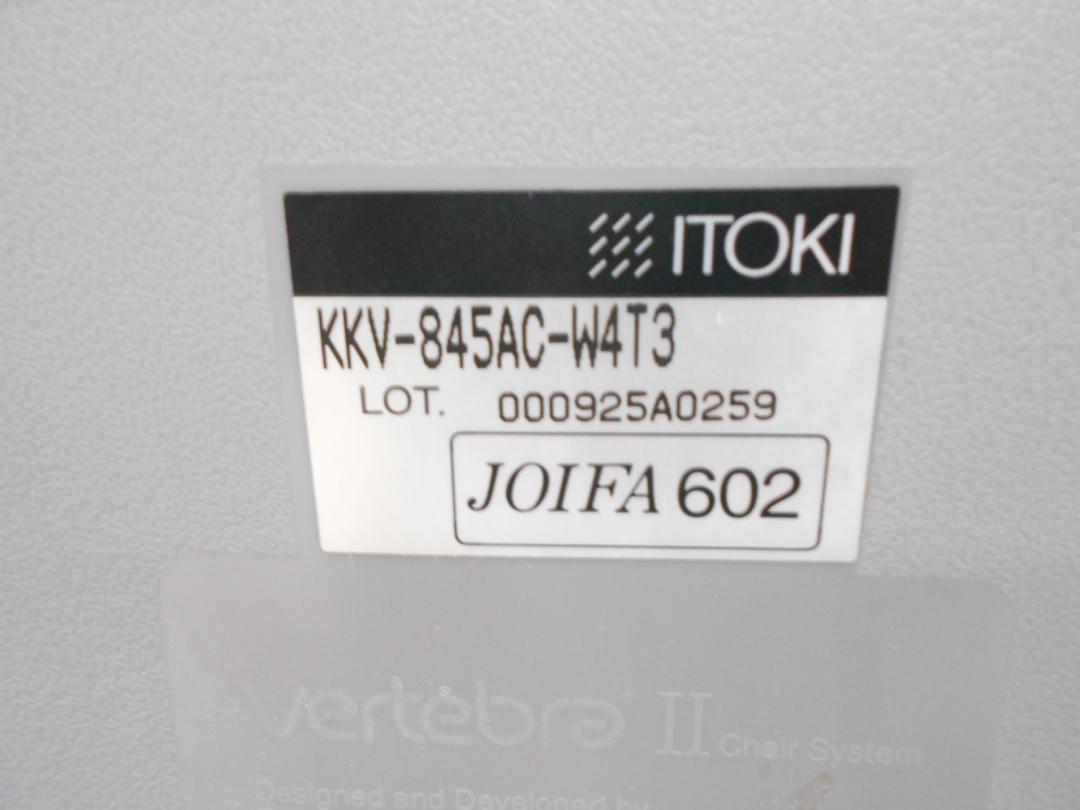 ITOKI
KKV-845AC-W4T3
LOT. 000925A0259
JOIFA 602
vertebra II Chair System
Designed and Developed by